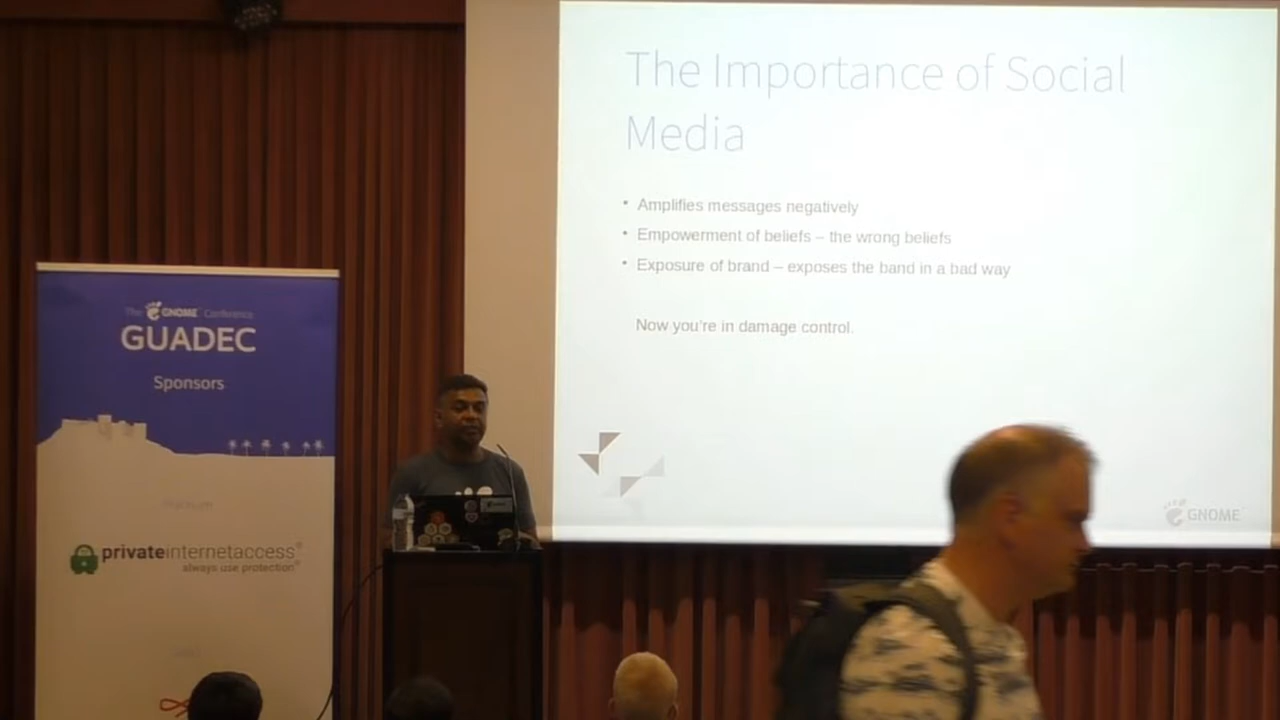 The Importance of Social
Media
• Amplifies messages negatively
• Empowerment of beliefs – the wrong beliefs
• Exposure of brand – exposes the band in a bad way
Now you're in damage control.
GNOME
The GNOME Conference
GUADEC
Sponsors
privateinternetaccess®
always use protection®